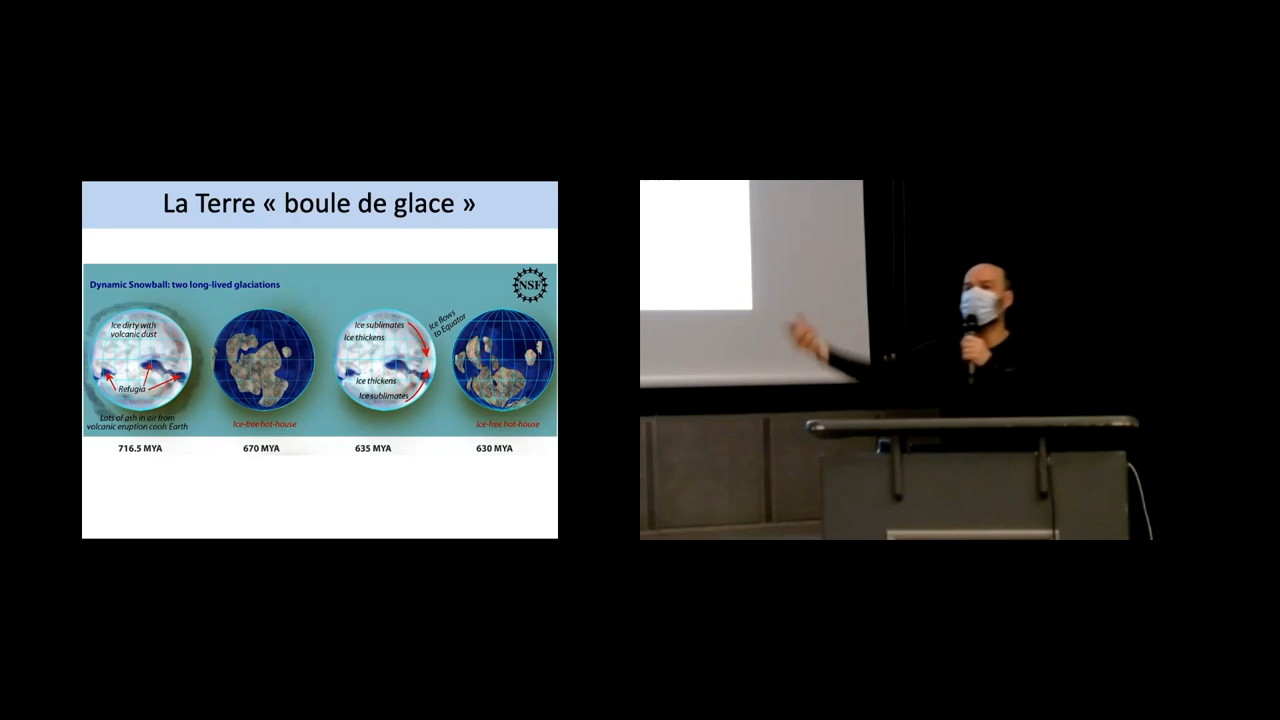 La Terre « boule de glace »
Dynamic Snowball: two long-lived glaciations
NSF
Ice dirty with
volcanic dust
Refugia
Lots of ash in air from
volcanic eruption cools Earth
Ice-free hot-house
Ice sublimates
Ice thickens
Ice thickens
Ice sublimates
Ice flows
to Equator
Ice-free hot-house
716.5 MYA
670 MYA
635 MYA
630 MYA